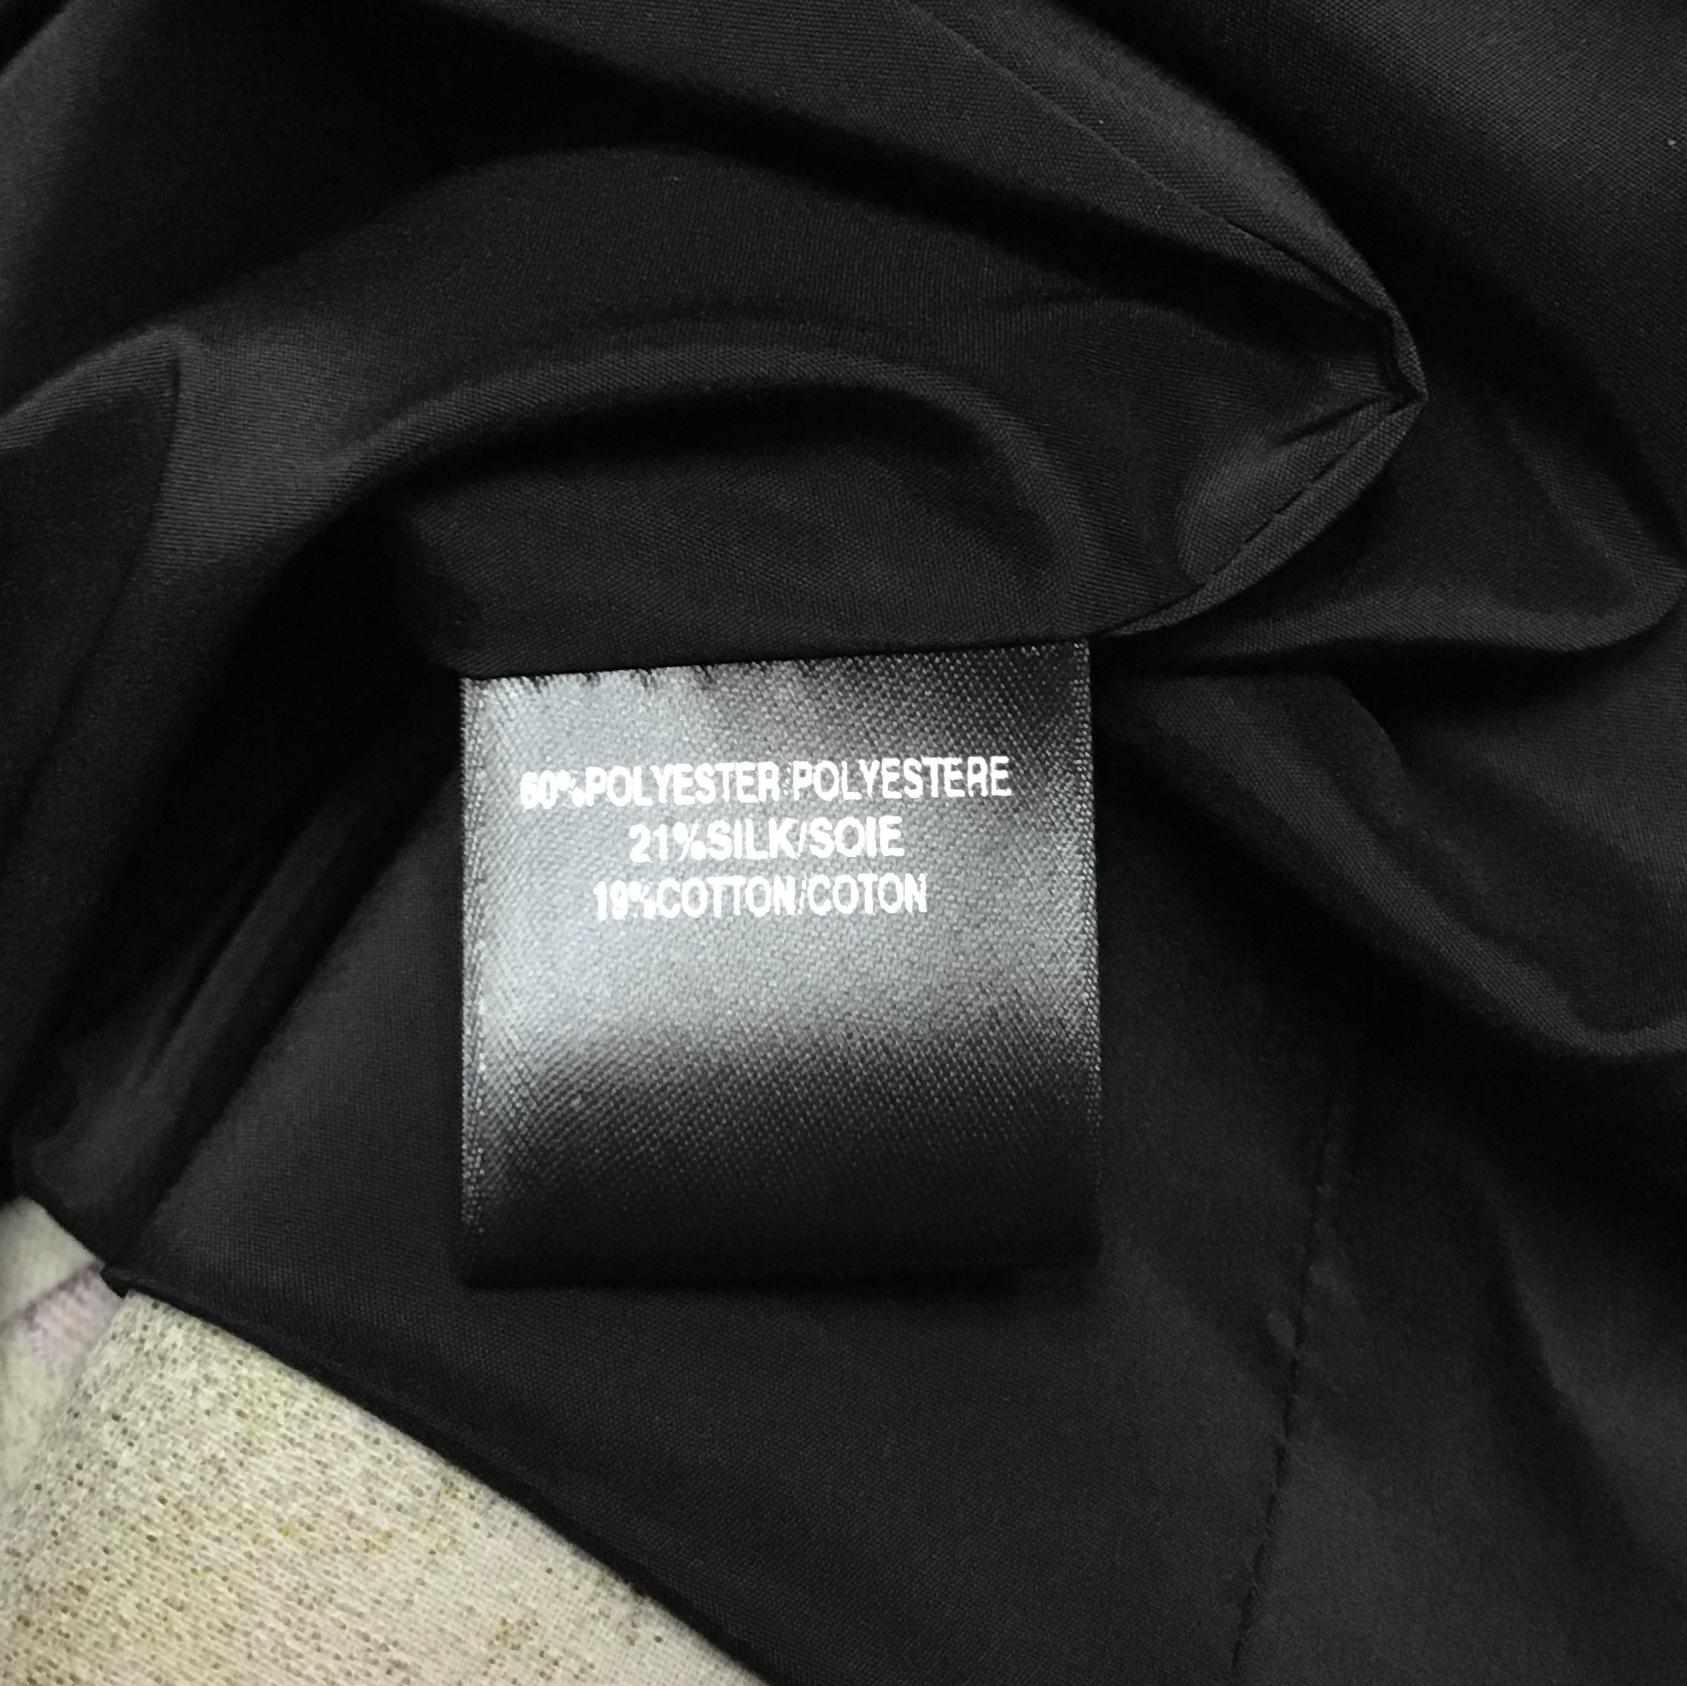 60%POLYESTER/POLYESTERE
21%SILK/SOIE
19%COTTON/COTON